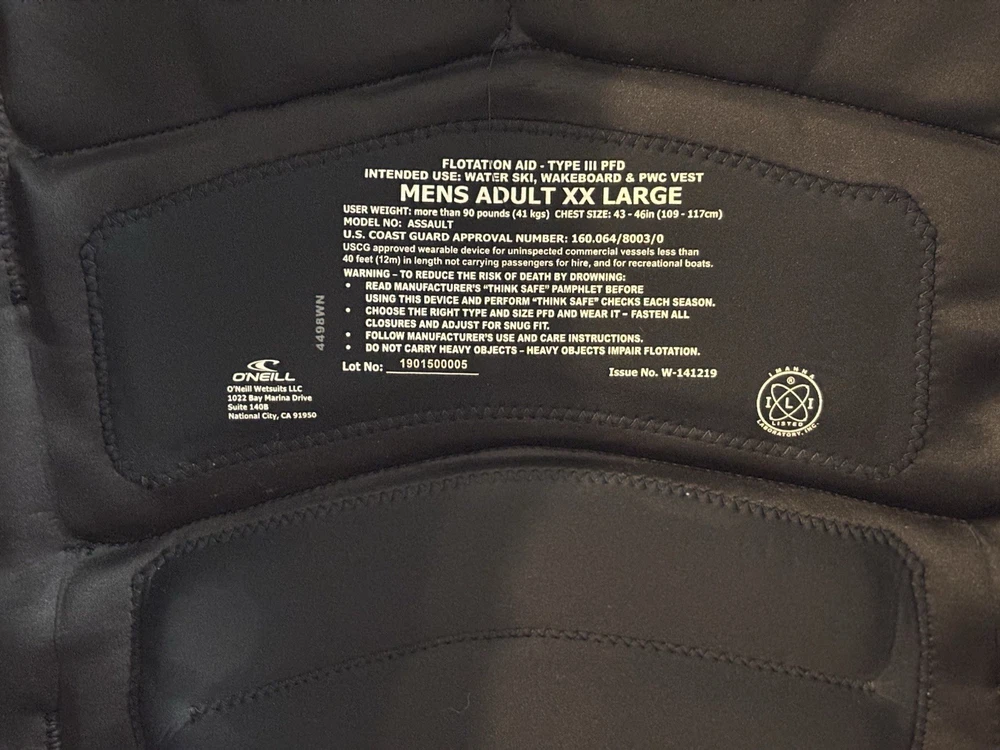 FLOTATION AID - TYPE III PFD
INTENDED USE: WATER SKI, WAKEBOARD & PWC VEST
MENS ADULT XX LARGE
USER WEIGHT: more than 90 pounds (41 kgs) CHEST SIZE: 43 - 46in (109 - 117cm)
MODEL NO: ASSAULT
U.S. COAST GUARD APPROVAL NUMBER: 160.064/8003/0
USCG approved wearable device for uninspected commercial vessels less than
40 feet (12m) in length not carrying passengers for hire, and for recreational boats.
WARNING – TO REDUCE THE RISK OF DEATH BY DROWNING:
• READ MANUFACTURER'S "THINK SAFE" PAMPHLET BEFORE
USING THIS DEVICE AND PERFORM "THINK SAFE" CHECKS EACH SEASON.
• CHOOSE THE RIGHT TYPE AND SIZE PFD AND WEAR IT – FASTEN ALL
CLOSURES AND ADJUST FOR SNUG FIT.
• FOLLOW MANUFACTURER'S USE AND CARE INSTRUCTIONS.
• DO NOT CARRY HEAVY OBJECTS – HEAVY OBJECTS IMPAIR FLOTATION.
Lot No: 1901500005
Issue No. W-141219
4498WN
O'NEILL
O'Neill Wetsuits LLC
1022 Bay Marina Drive
Suite 140B
National City, CA 91950
IMANNA
®
I L I
LISTED
LABORATORY, INC.